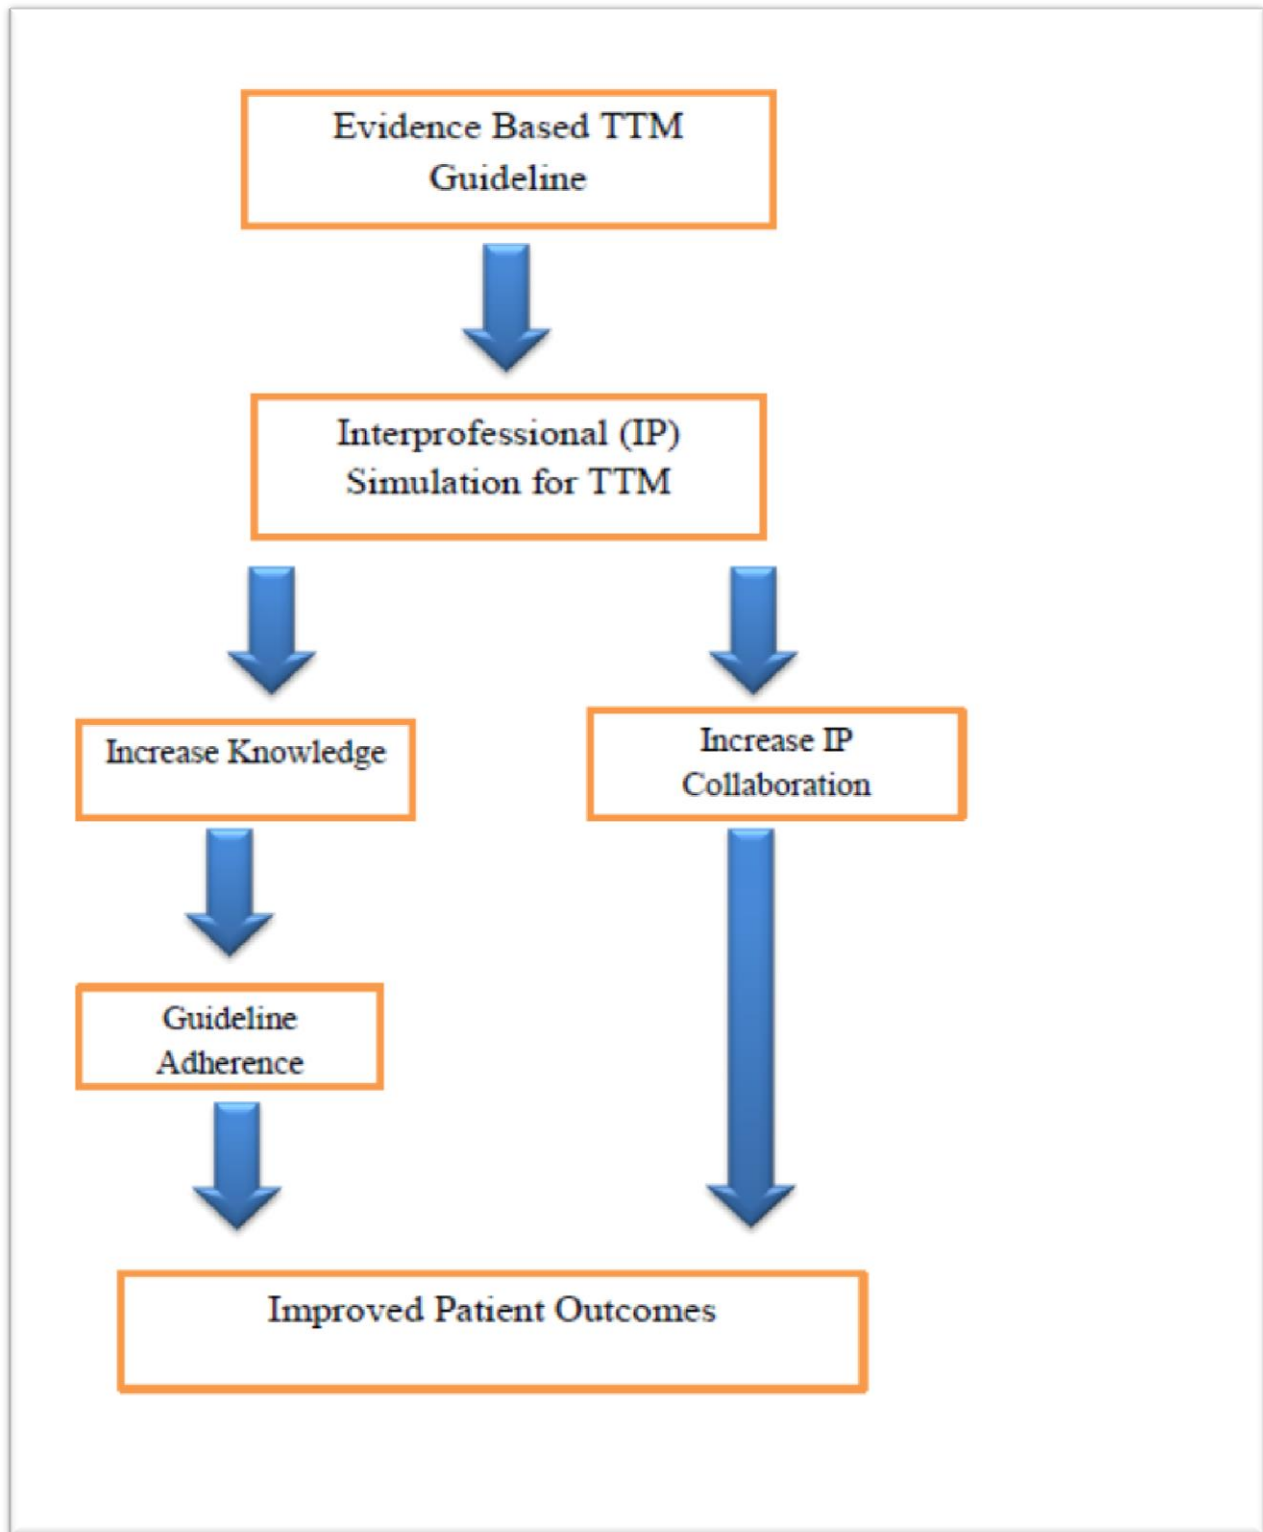 Evidence Based TTM
Guideline
Interprofessional (IP)
Simulation for TTM
Increase Knowledge
Increase IP
Collaboration
Guideline
Adherence
Improved Patient Outcomes